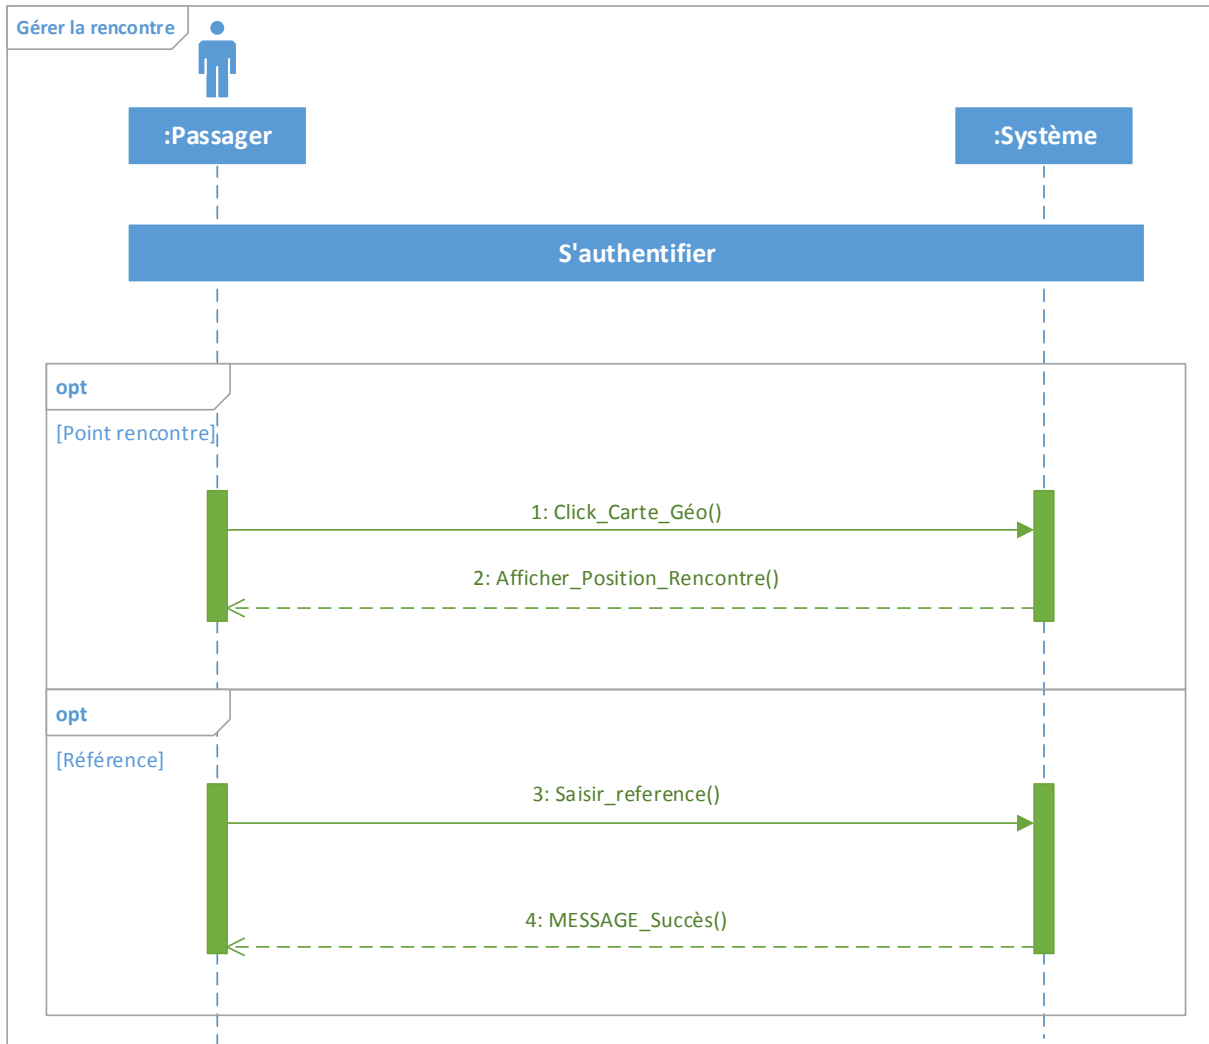 Gérer la rencontre
:Passager
:Système
S'authentifier
opt
[Point rencontre]
1: Click_Carte_Géo()
2: Afficher_Position_Rencontre()
opt
[Référence]
3: Saisir_reference()
4: MESSAGE_Succès()